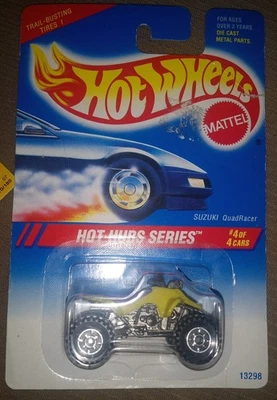 TRAIL-BUSTING
TIRES !
FOR AGES
OVER 3 YEARS
DIE CAST
METAL PARTS
HOT WHEELS
MATTEL
SUZUKI QuadRacer
HOT HUBS SERIES™
#4 OF
4 CARS
13298